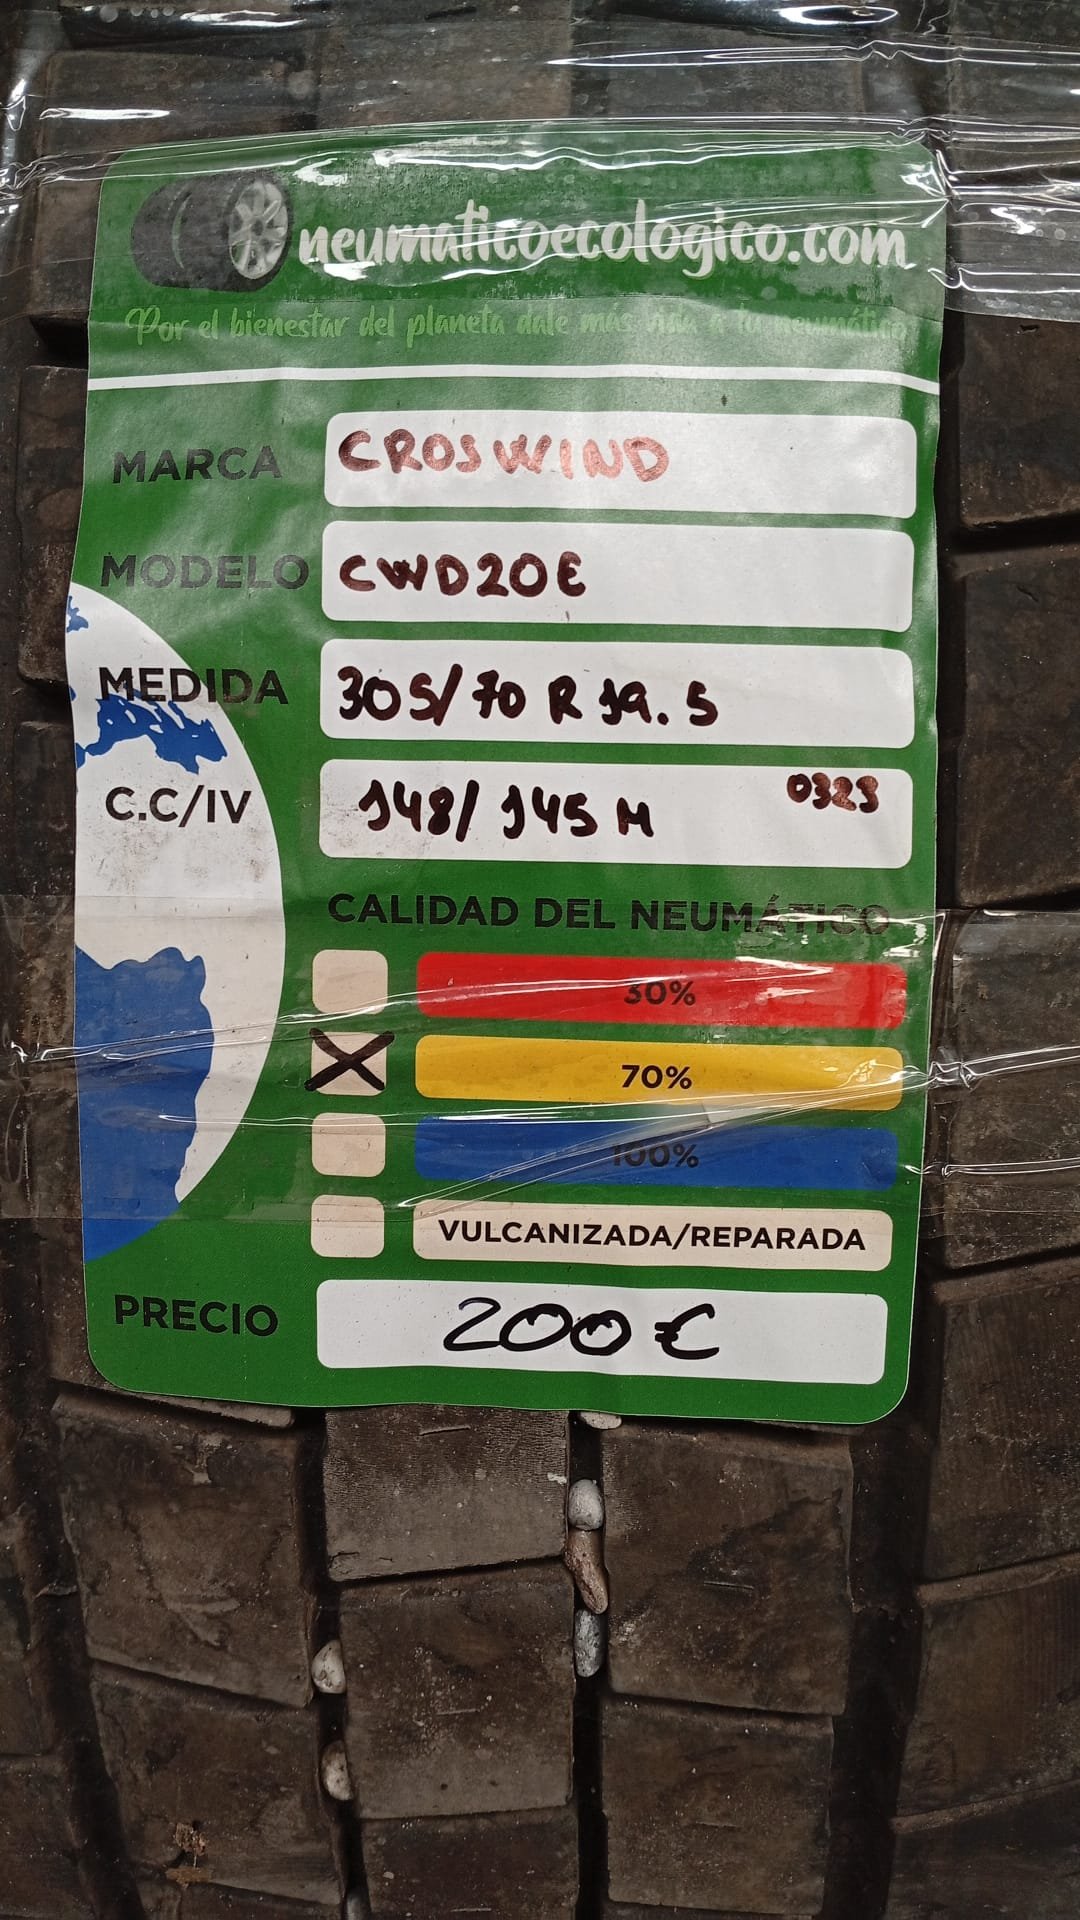 neumaticoecologico.com
Por el bienestar del planeta dale más vida a tu neumático
MARCA CROSWIND
MODELO CWD20E
MEDIDA 305/70 R 19.5
C.C/IV 148/145 M 0323
CALIDAD DEL NEUMÁTICO
30%
X 70%
100%
VULCANIZADA/REPARADA
PRECIO 200€